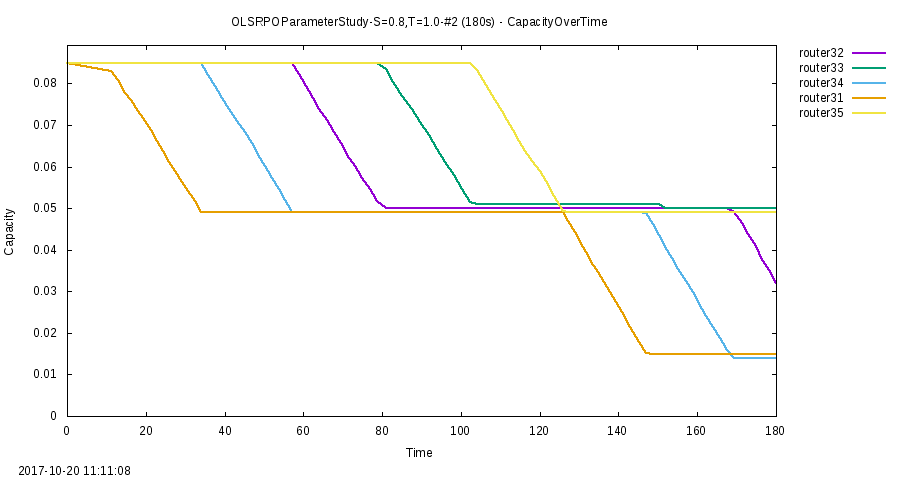 OLSRPOParameterStudy-S=0.8,T=1.0-#2 (180s) - CapacityOverTime
router32
router33
router34
router31
router35
0.08
0.07
0.06
0.05
0.04
0.03
0.02
0.01
0
Capacity
0 20 40 60 80 100 120 140 160 180
Time
2017-10-20 11:11:08